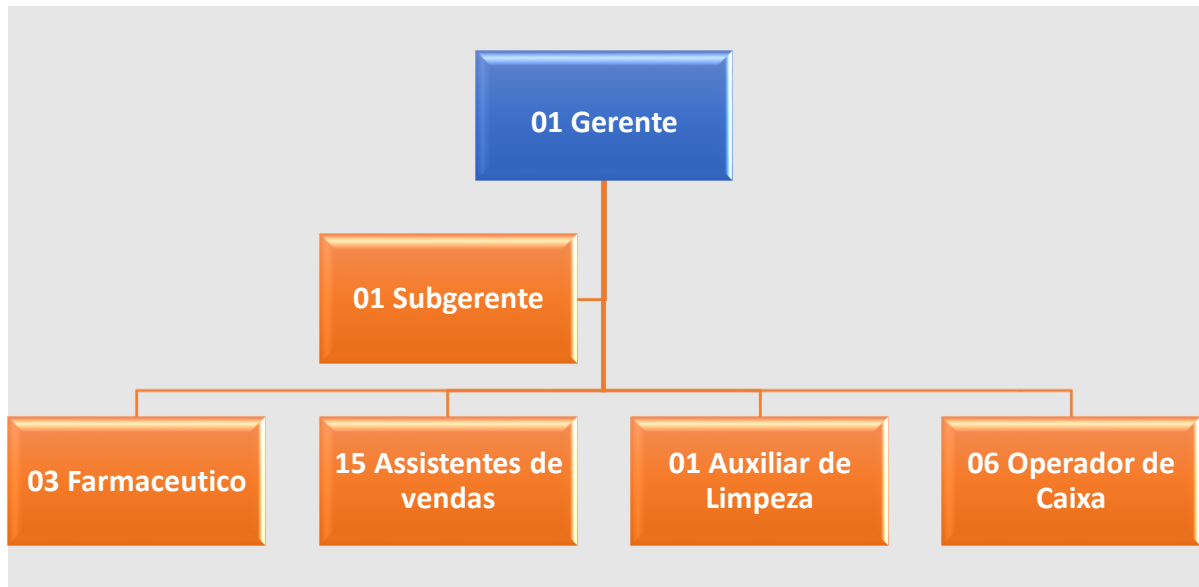 01 Gerente
01 Subgerente
03 Farmaceutico
15 Assistentes de
vendas
01 Auxiliar de
Limpeza
06 Operador de
Caixa